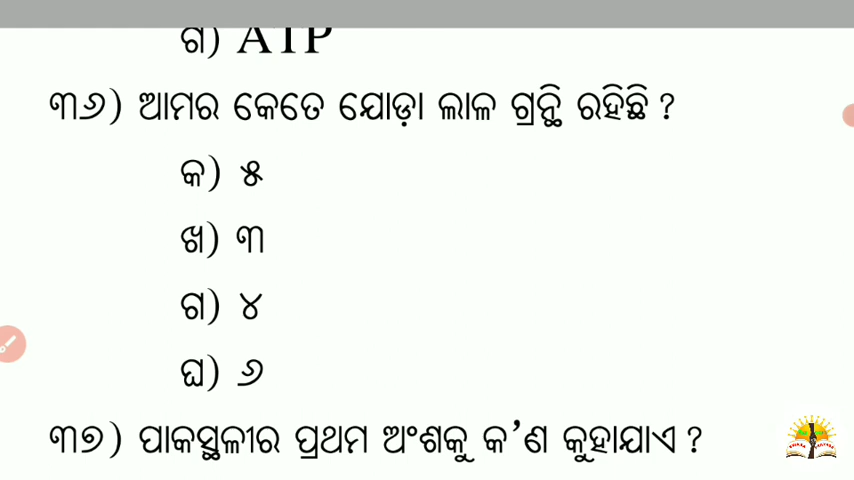 ଗ) ATP
୩୬) ଆମର କେତେ ଯୋଡ଼ା ଲାଳ ଗ୍ରନ୍ଥି ରହିଛି ?
କ) ୫
ଖ) ୩
ଗ) ୪
ଘ) ୬
୩୭) ପାକସ୍ଥଳୀର ପ୍ରଥମ ଅଂଶକୁ କ'ଣ କୁହାଯାଏ ?